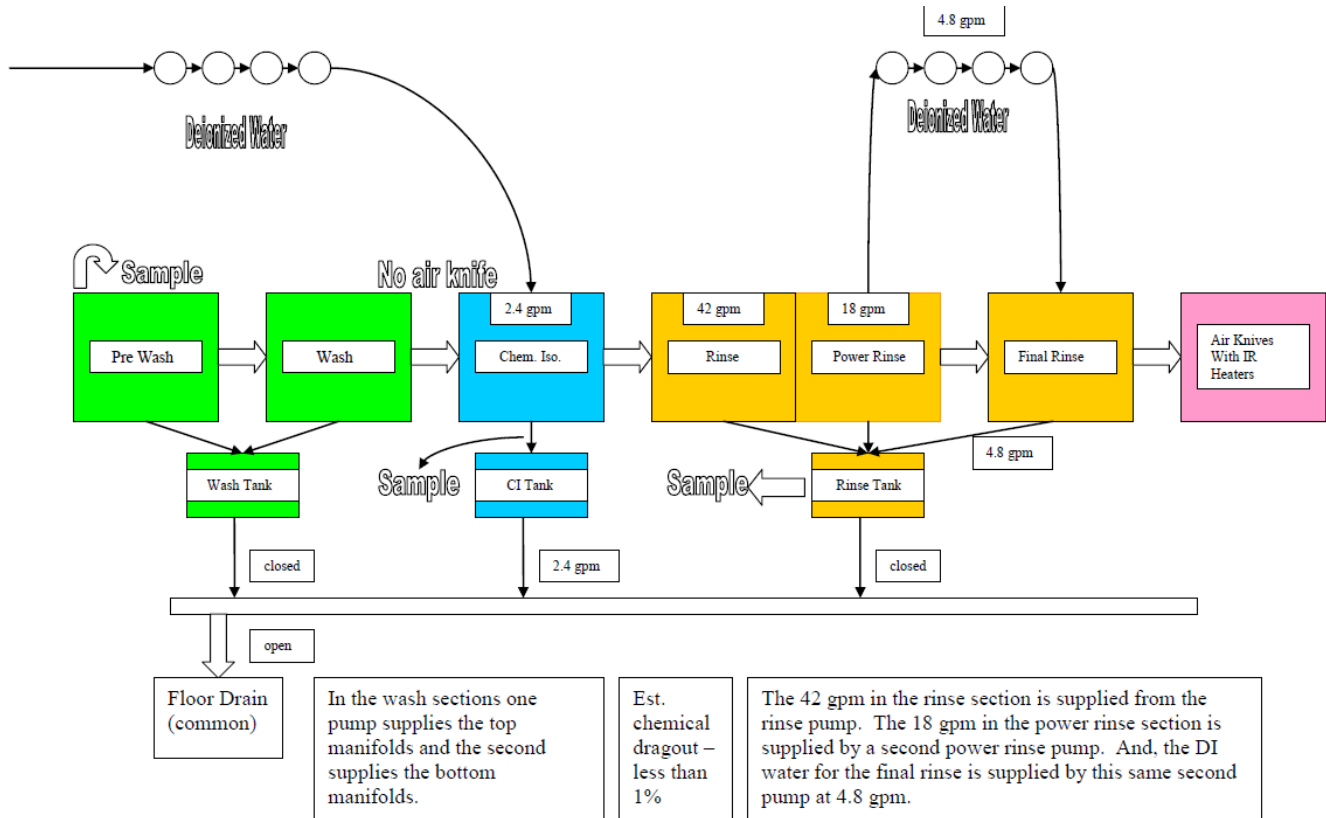 4.8 gpm
Deionized Water
Deionized Water
Sample
No air knife
2.4 gpm
42 gpm
18 gpm
Pre Wash
Wash
Chem. Iso.
Rinse
Power Rinse
Final Rinse
Air Knives
With IR
Heaters
4.8 gpm
Wash Tank
Sample
CI Tank
Sample
Rinse Tank
closed
2.4 gpm
closed
open
Floor Drain
(common)
In the wash sections one
pump supplies the top
manifolds and the second
supplies the bottom
manifolds.
Est.
chemical
dragout –
less than
1%
The 42 gpm in the rinse section is supplied from the
rinse pump.  The 18 gpm in the power rinse section is
supplied by a second power rinse pump.  And, the DI
water for the final rinse is supplied by this same second
pump at 4.8 gpm.